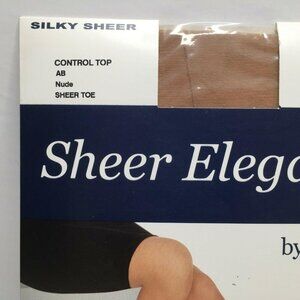 SILKY SHEER
CONTROL TOP
AB
Nude
SHEER TOE
Sheer Elega
by